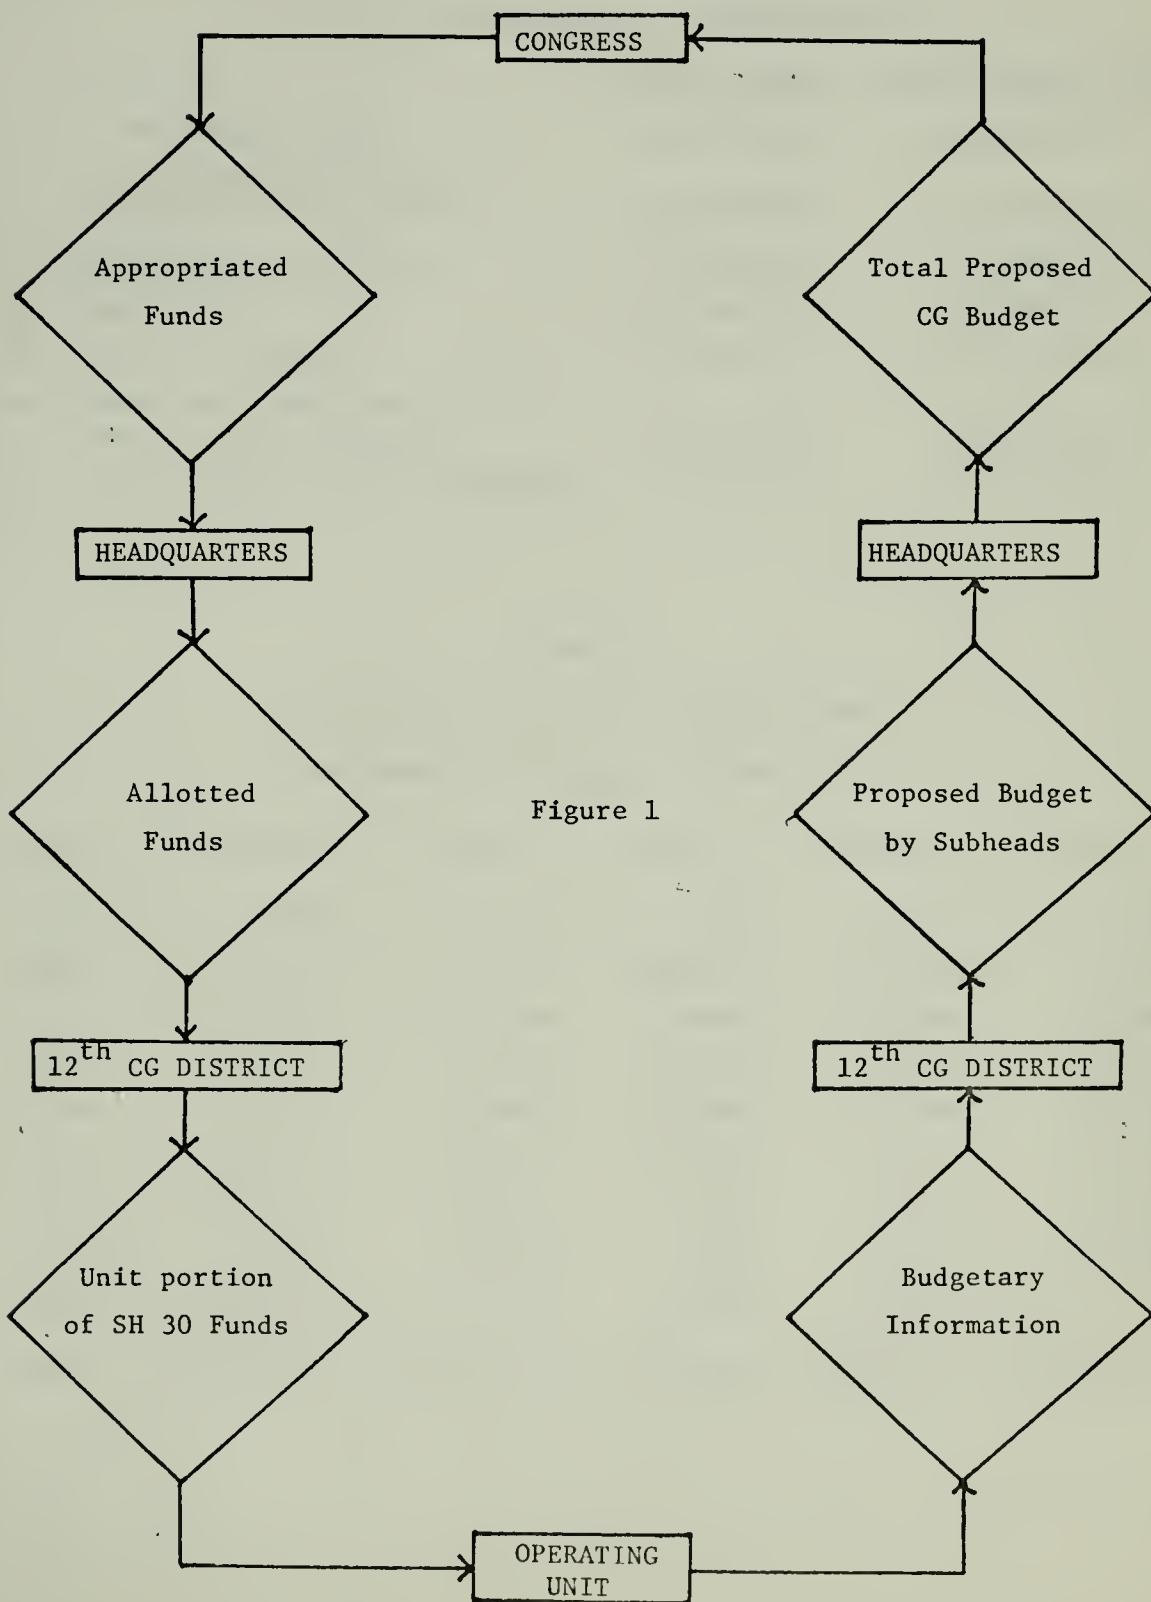 CONGRESS
Appropriated
Funds
Total Proposed
CG Budget
HEADQUARTERS
HEADQUARTERS
Allotted
Funds
Figure 1
Proposed Budget
by Subheads
12th CG DISTRICT
12th CG DISTRICT
Unit portion
of SH 30 Funds
Budgetary
Information
OPERATING
UNIT